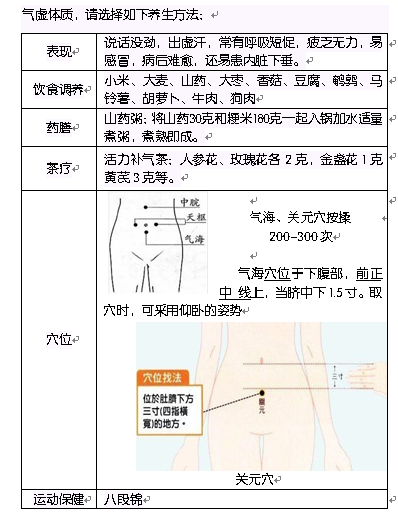 气虚体质，请选择如下养生方法：
表现
说话没劲，出虚汗，常有呼吸短促，疲乏无力，易
感冒，病后难愈，还易患内脏下垂。
饮食调养
小米、大麦、山药、大枣、香菇、豆腐、鹌鹑、马
铃薯、胡萝卜、牛肉、狗肉
药膳
山药粥：将山药30克和粳米180克一起入锅加水适量
煮粥，煮熟即成。
茶疗
活力补气茶：人参花、玫瑰花各 2 克，金盏花 1 克
黄芪 3 克等。
穴位
中脘
天枢
气海
气海、关元穴按揉
200-300 次
气海穴位于下腹部，前正
中 线上，当脐中下 1.5 寸。取
穴时，可采用仰卧的姿势
穴位找法
位於肚臍下方
三寸(四指橫
寬)的地方。
關元
三寸
关元穴
运动保健
八段锦